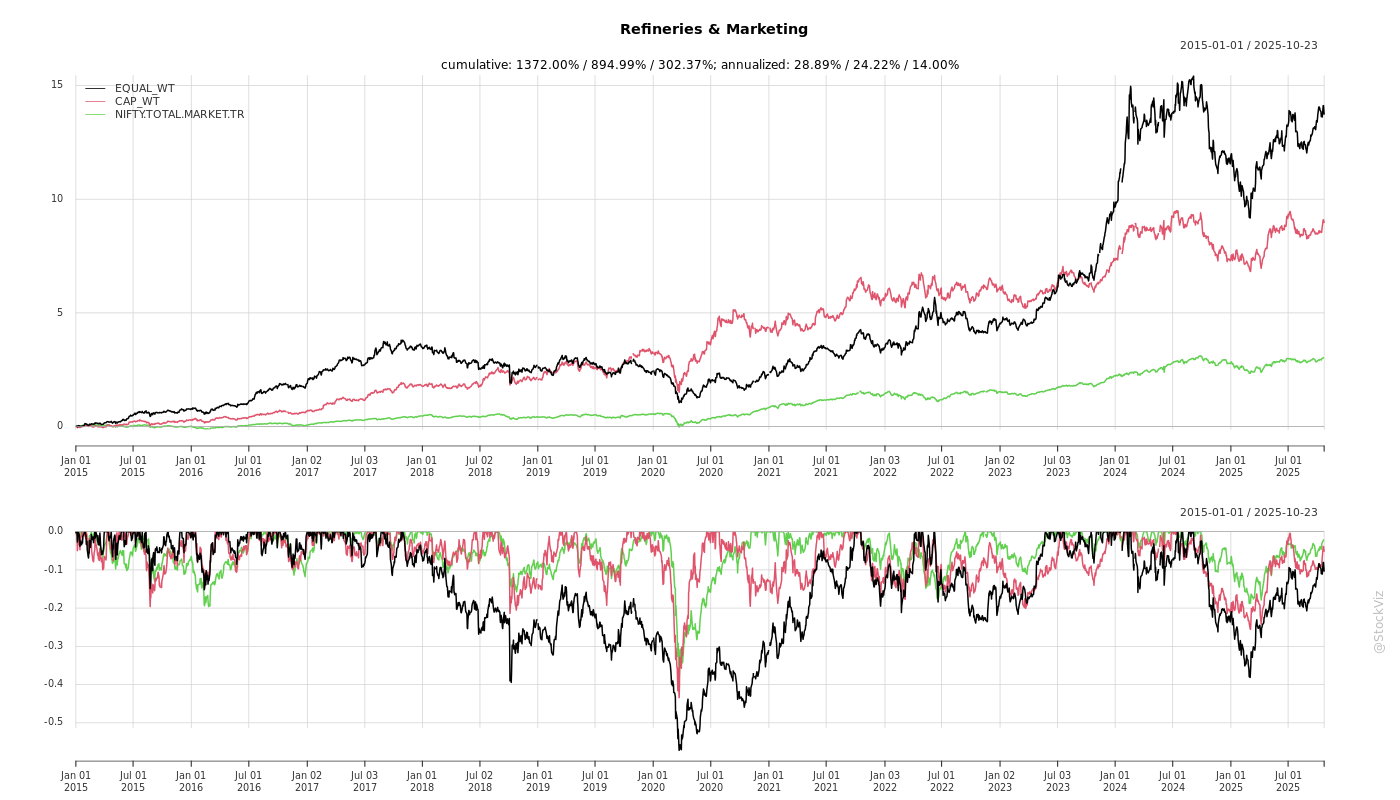 Refineries & Marketing
2015-01-01 / 2025-10-23
cumulative: 1372.00% / 894.99% / 302.37%; annualized: 28.89% / 24.22% / 14.00%
EQUAL_WT
CAP_WT
NIFTY.TOTAL.MARKET.TR
15
10
5
0
Jan 01 Jul 01 Jan 01 Jul 01 Jan 02 Jul 03 Jan 01 Jul 02 Jan 01 Jul 01 Jan 01 Jul 01 Jan 01 Jul 01 Jan 03 Jul 01 Jan 02 Jul 03 Jan 01 Jul 01 Jan 01 Jul 01
2015 2015 2016 2016 2017 2017 2018 2018 2019 2019 2020 2020 2021 2021 2022 2022 2023 2023 2024 2024 2025 2025
2015-01-01 / 2025-10-23
0.0
-0.1
-0.2
-0.3
-0.4
-0.5
Jan 01 Jul 01 Jan 01 Jul 01 Jan 02 Jul 03 Jan 01 Jul 02 Jan 01 Jul 01 Jan 01 Jul 01 Jan 01 Jul 01 Jan 03 Jul 01 Jan 02 Jul 03 Jan 01 Jul 01 Jan 01 Jul 01
2015 2015 2016 2016 2017 2017 2018 2018 2019 2019 2020 2020 2021 2021 2022 2022 2023 2023 2024 2024 2025 2025
@StockViz